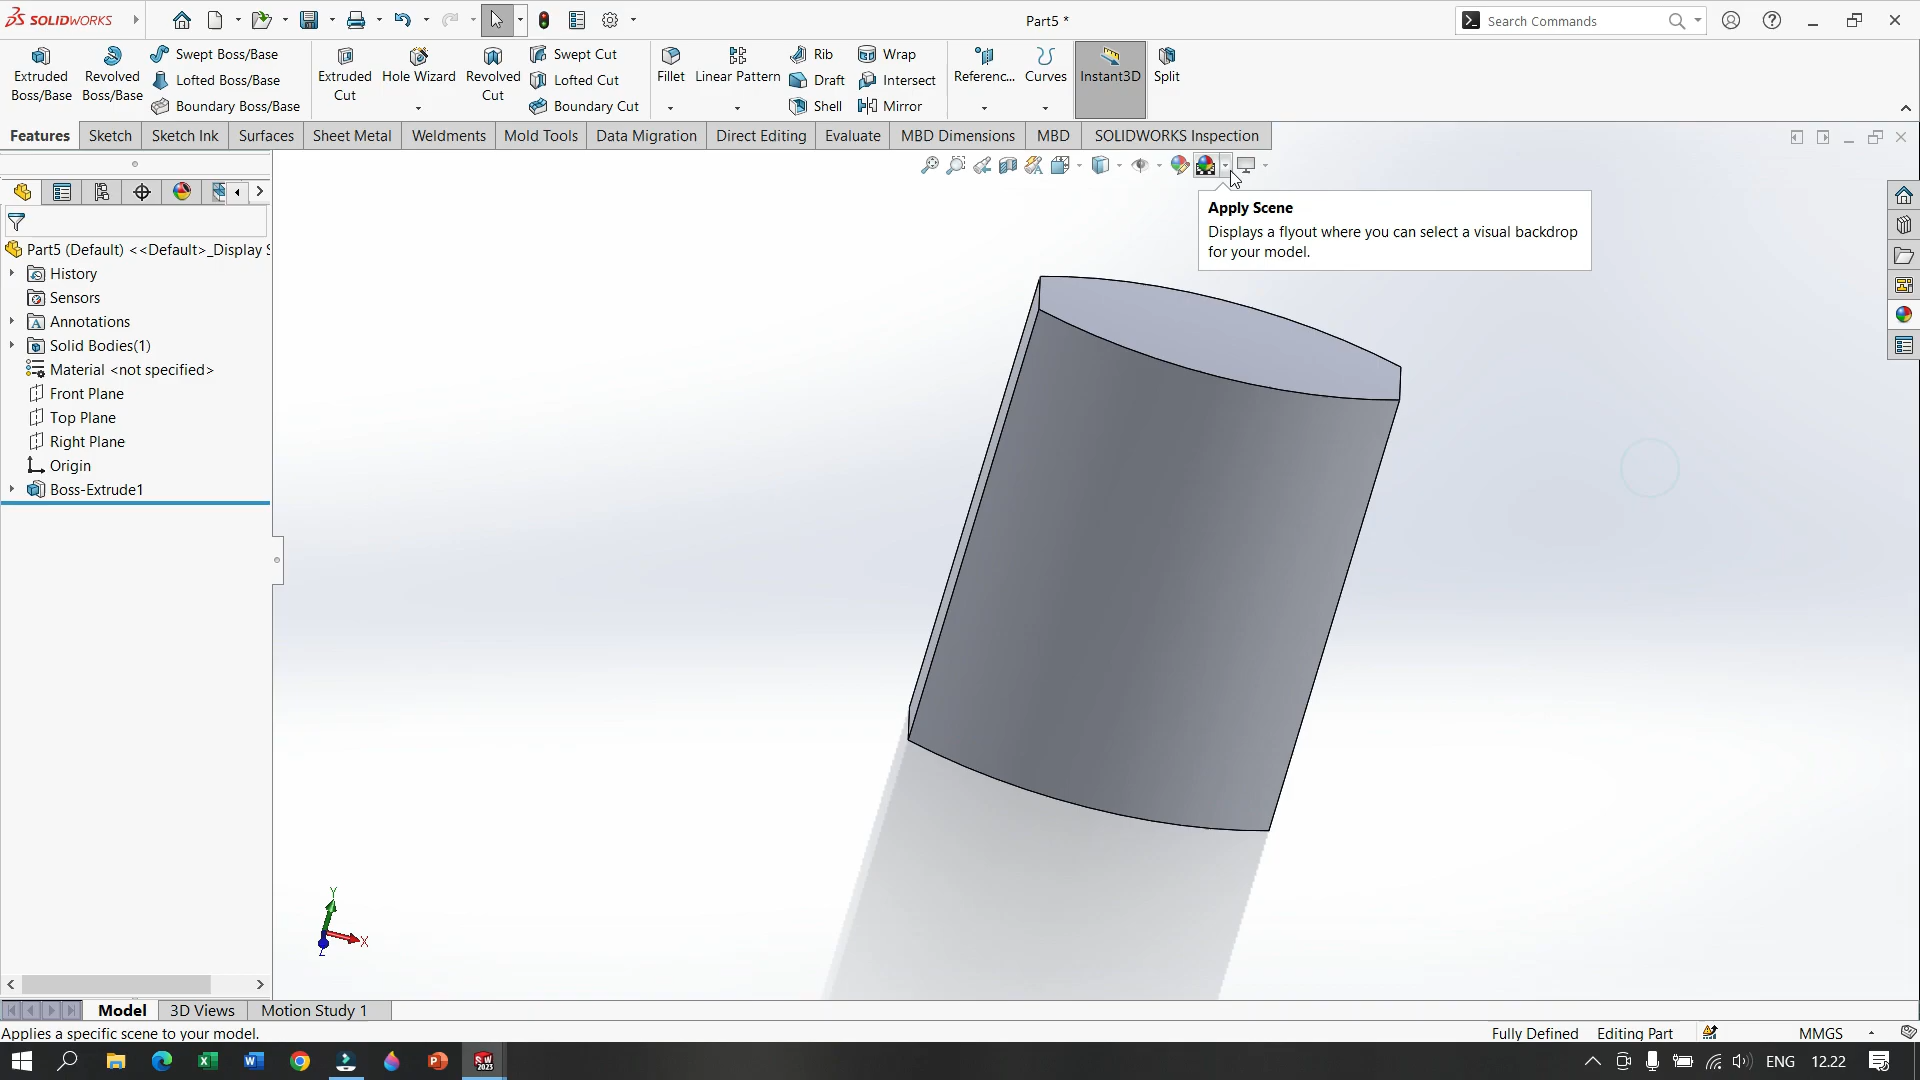 SOLIDWORKS
Part5 *
Search Commands
Extruded Boss/Base
Revolved Boss/Base
Swept Boss/Base
Lofted Boss/Base
Boundary Boss/Base
Extruded Cut
Hole Wizard
Revolved Cut
Swept Cut
Lofted Cut
Boundary Cut
Fillet
Linear Pattern
Rib
Draft
Shell
Wrap
Intersect
Mirror
Referenc...
Curves
Instant3D
Split
Features
Sketch
Sketch Ink
Surfaces
Sheet Metal
Weldments
Mold Tools
Data Migration
Direct Editing
Evaluate
MBD Dimensions
MBD
SOLIDWORKS Inspection
Apply Scene
Displays a flyout where you can select a visual backdrop
for your model.
Part5 (Default) <<Default>_Display S
History
Sensors
Annotations
Solid Bodies(1)
Material <not specified>
Front Plane
Top Plane
Right Plane
Origin
Boss-Extrude1
Y
X
Z
Model
3D Views
Motion Study 1
Applies a specific scene to your model.
Fully Defined
Editing Part
MMGS
ENG
12.22